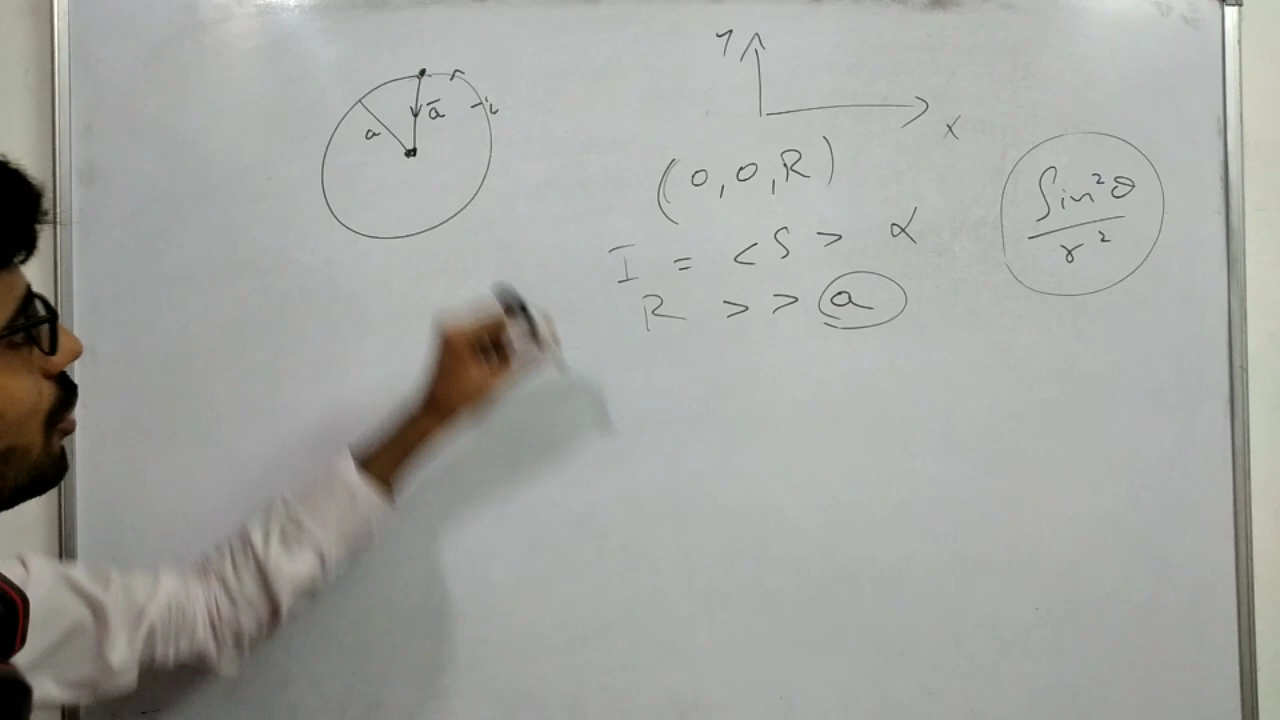 a
a̅
i
y
x
(0,0,R)
I = <S> α Sin²θ / r²
R >> a